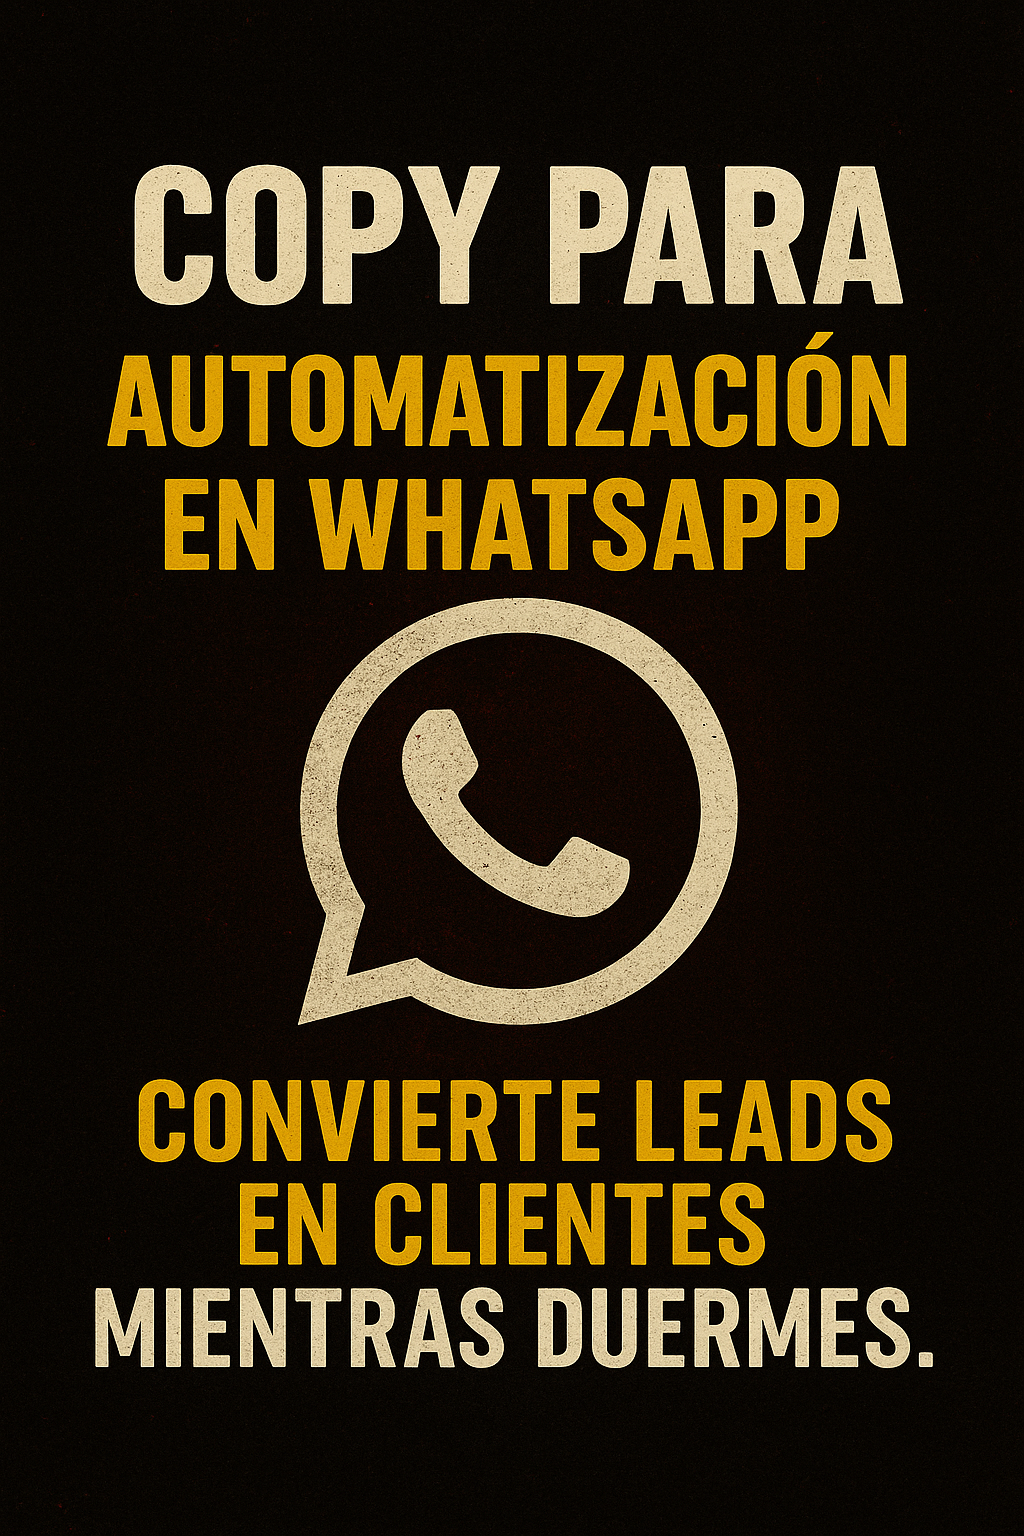 COPY PARA
AUTOMATIZACIÓN
EN WHATSAPP
CONVIERTE LEADS
EN CLIENTES
MIENTRAS DUERMES.